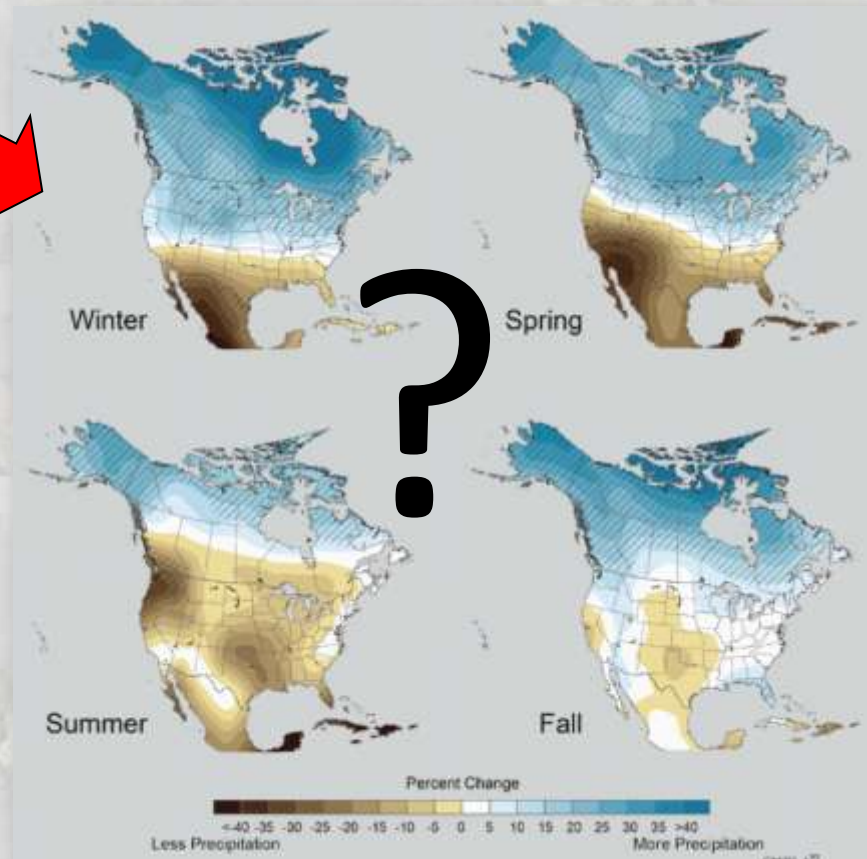 Winter
Spring
?
Summer
Fall
Percent Change
<-40 -35 -30 -25 -20 -15 -10 -5 0 5 10 15 20 25 30 35 >40
Less Precipitation
More Precipitation